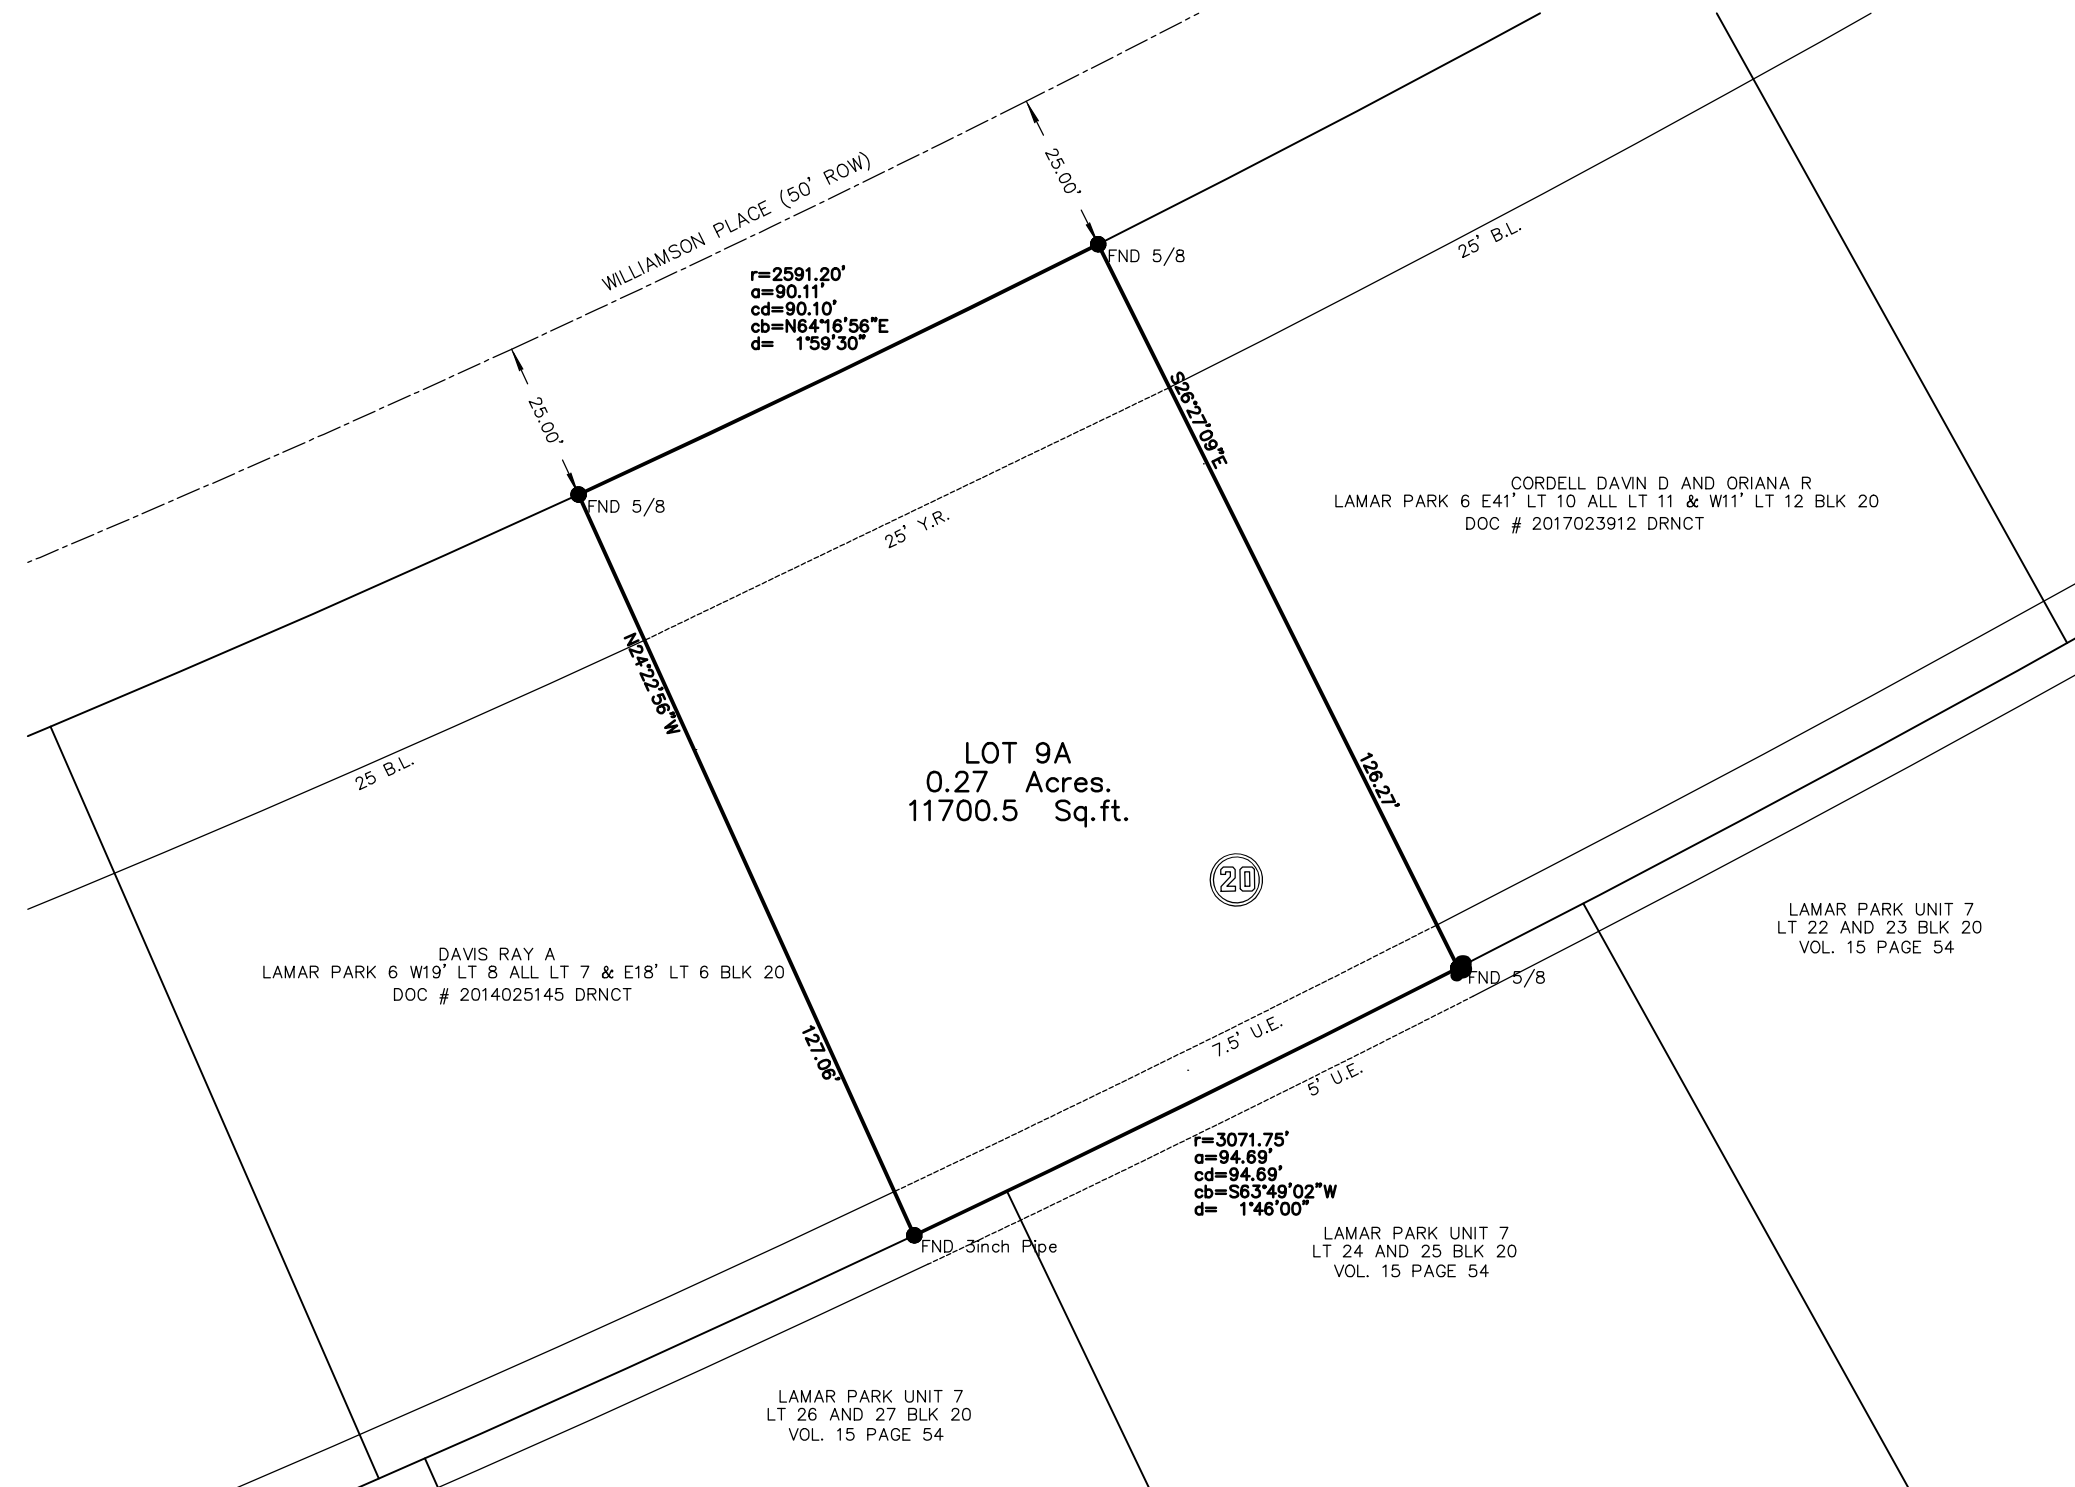 WILLIAMSON PLACE (50' ROW)
25.00'
r=2591.20'
a=90.11'
cd=90.10'
cb=N64°16'56"E
d= 1°59'30"
FND 5/8
25' B.L.
25.00'
FND 5/8
S26°27'09"E
25' Y.R.
CORDELL DAVIN D AND ORIANA R
LAMAR PARK 6 E41' LT 10 ALL LT 11 & W11' LT 12 BLK 20
DOC # 2017023912 DRNCT
N24°22'56"W
25 B.L.
LOT 9A
0.27 Acres.
11700.5 Sq.ft.
126.27'
20
LAMAR PARK UNIT 7
LT 22 AND 23 BLK 20
VOL. 15 PAGE 54
DAVIS RAY A
LAMAR PARK 6 W19' LT 8 ALL LT 7 & E18' LT 6 BLK 20
DOC # 2014025145 DRNCT
FND 5/8
127.06'
7.5' U.E.
5' U.E.
r=3071.75'
a=94.69'
cd=94.69'
cb=S63°49'02"W
d= 1°46'00"
FND 3inch Pipe
LAMAR PARK UNIT 7
LT 24 AND 25 BLK 20
VOL. 15 PAGE 54
LAMAR PARK UNIT 7
LT 26 AND 27 BLK 20
VOL. 15 PAGE 54